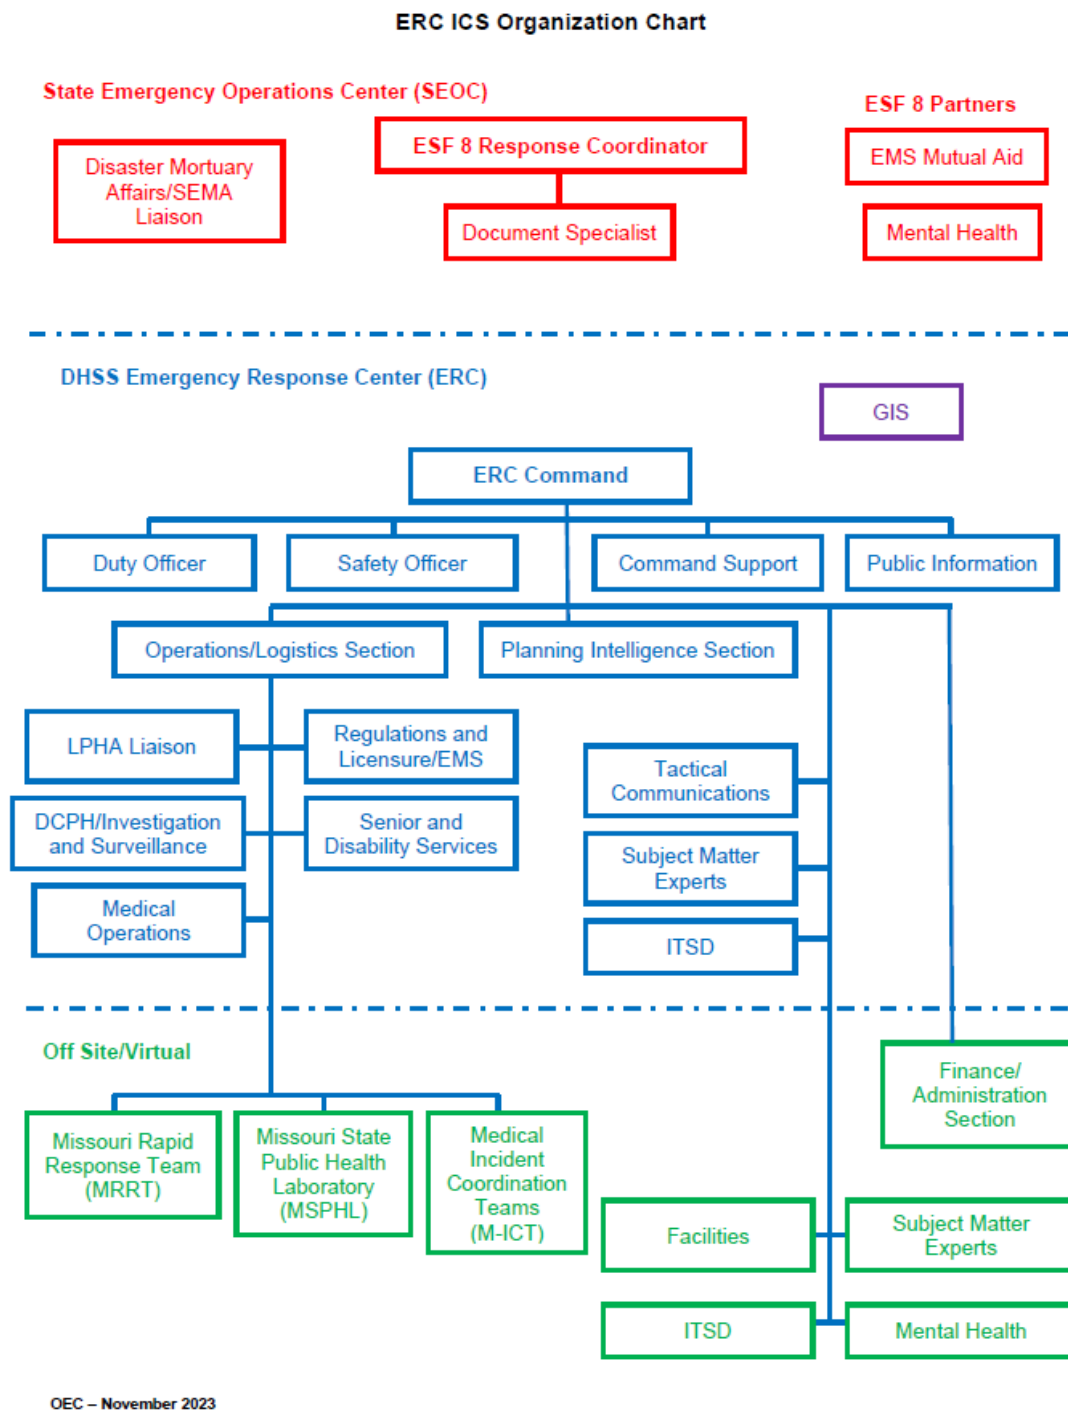 ERC ICS Organization Chart
State Emergency Operations Center (SEOC)
ESF 8 Partners
Disaster Mortuary
Affairs/SEMA
Liaison
ESF 8 Response Coordinator
Document Specialist
EMS Mutual Aid
Mental Health
DHSS Emergency Response Center (ERC)
GIS
ERC Command
Duty Officer
Safety Officer
Command Support
Public Information
Operations/Logistics Section
Planning Intelligence Section
LPHA Liaison
Regulations and
Licensure/EMS
DCPH/Investigation
and Surveillance
Senior and
Disability Services
Medical
Operations
Tactical
Communications
Subject Matter
Experts
ITSD
Off Site/Virtual
Finance/
Administration
Section
Missouri Rapid
Response Team
(MRRT)
Missouri State
Public Health
Laboratory
(MSPHL)
Medical
Incident
Coordination
Teams
(M-ICT)
Facilities
Subject Matter
Experts
ITSD
Mental Health
OEC – November 2023